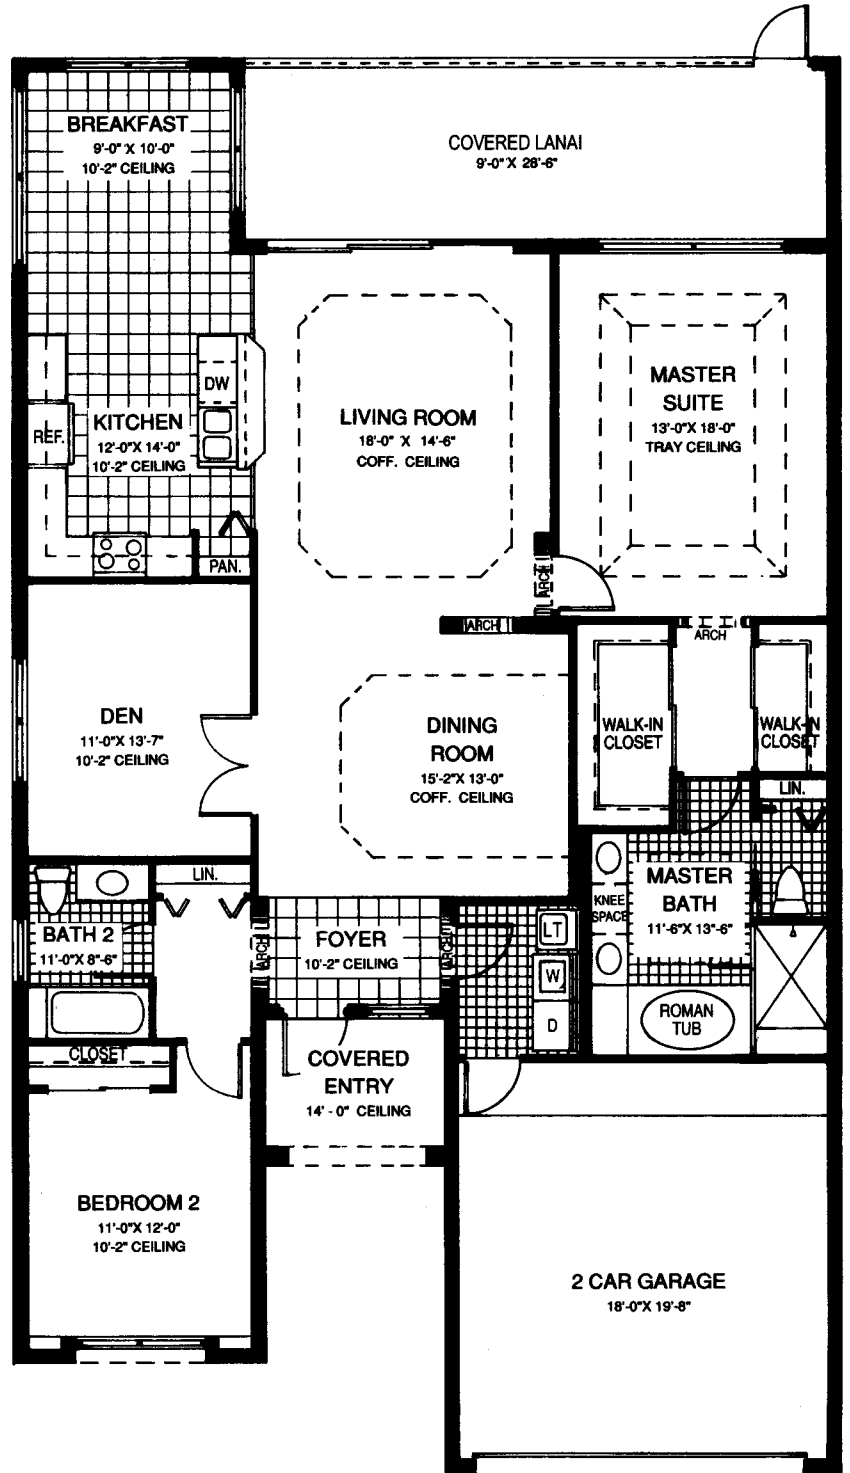 BREAKFAST
9'-0" X 10'-0"
10'-2" CEILING
COVERED LANAI
9'-0" X 28'-6"
MASTER
SUITE
13'-0"X 18'-0"
TRAY CEILING
LIVING ROOM
18'-0" X 14'-6"
COFF. CEILING
DW
REF.
KITCHEN
12'-0"X 14'-0"
10'-2" CEILING
PAN.
ARCH
ARCH
ARCH
DEN
11'-0"X 13'-7"
10'-2" CEILING
DINING
ROOM
15'-2"X 13'-0"
COFF. CEILING
WALK-IN
CLOSET
WALK-IN
CLOSET
LIN.
LIN.
BATH 2
11'-0"X 8'-6"
ARCH
FOYER
10'-2" CEILING
ARCH
LT
W
D
KNEE
SPACE
MASTER
BATH
11'-6"X 13'-6"
ROMAN
TUB
CLOSET
COVERED
ENTRY
14'-0" CEILING
BEDROOM 2
11'-0"X 12'-0"
10'-2" CEILING
2 CAR GARAGE
18'-0"X 19'-8"